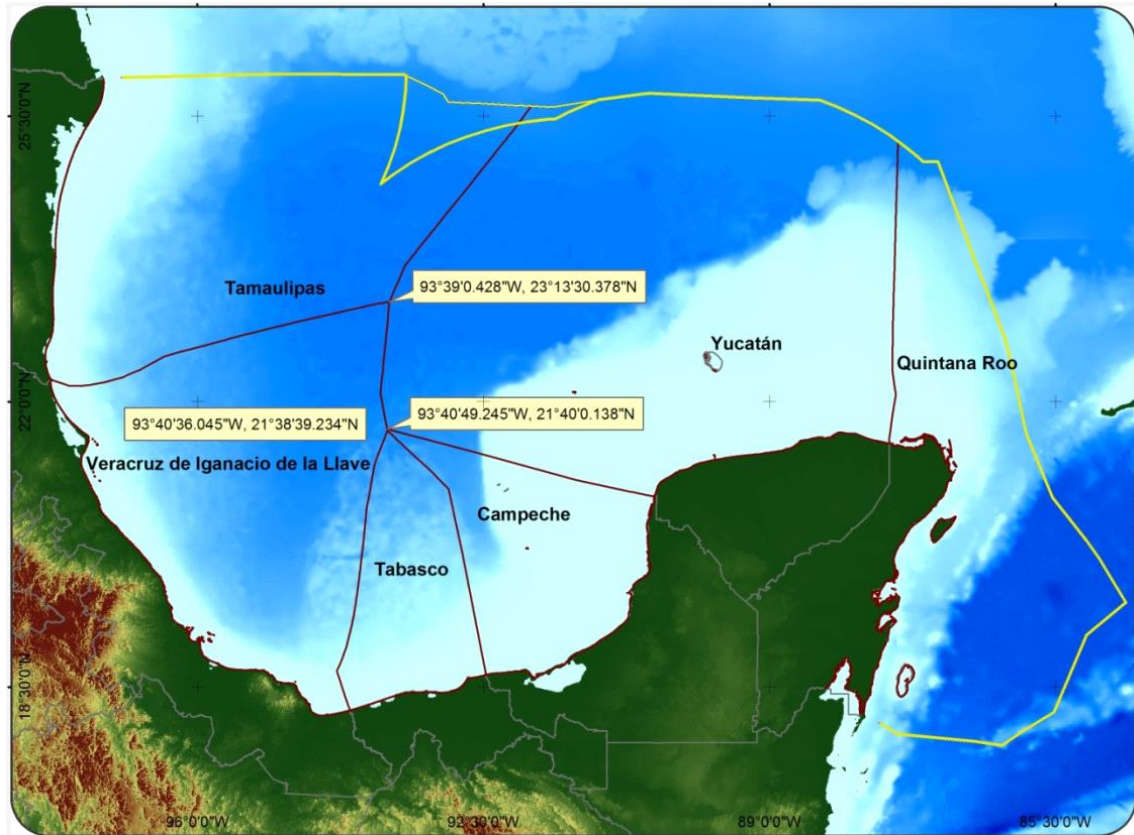 25°30'0"N
Tamaulipas
93°39'0.428"W, 23°13'30.378"N
Yucatán
Quintana Roo
22°0'0"N
93°40'36.045"W, 21°38'39.234"N
93°40'49.245"W, 21°40'0.138"N
Veracruz de Iganacio de la Llave
Campeche
Tabasco
18°30'0"N
96°0'0"W
92°30'0"W
89°0'0"W
85°30'0"W